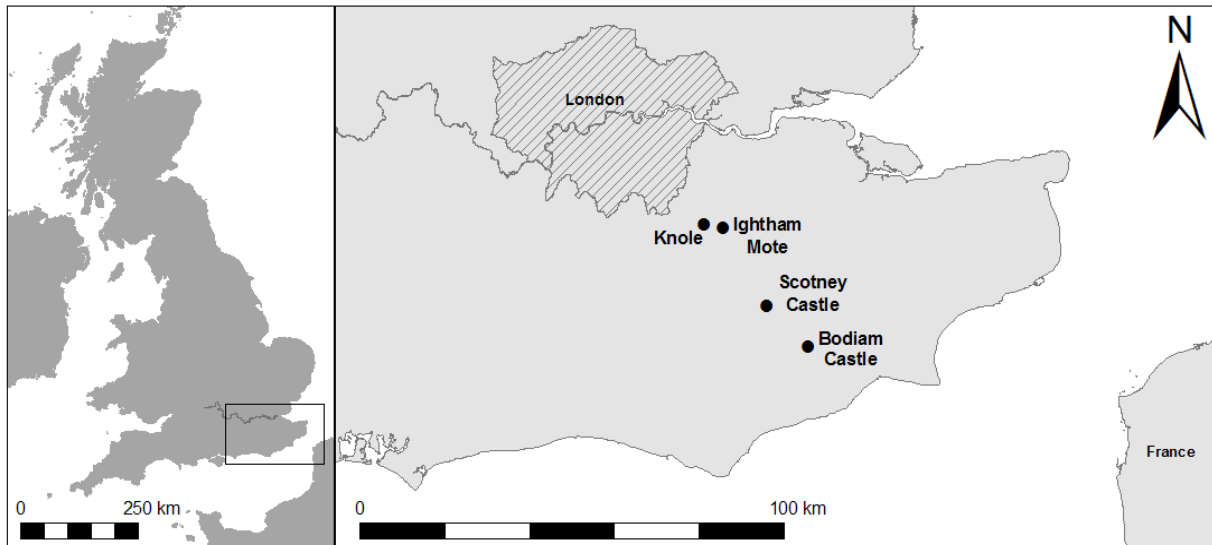 N
London
Knole
Ightham
Mote
Scotney
Castle
Bodiam
Castle
France
0
250 km
0
100 km